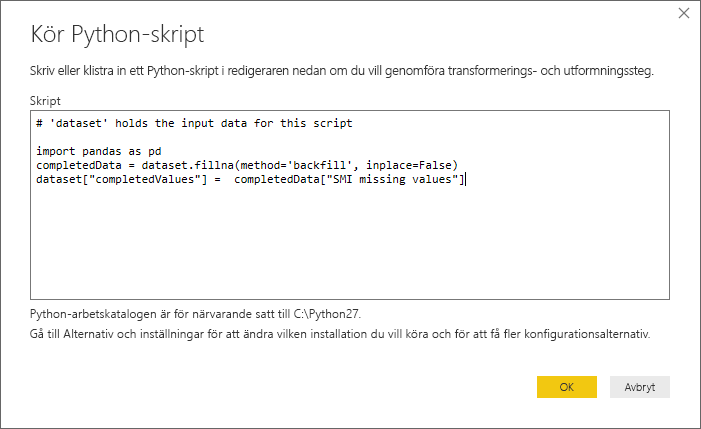 Kör Python-skript
Skriv eller klistra in ett Python-skript i redigeraren nedan om du vill genomföra transformerings- och utformningssteg.
Skript
# 'dataset' holds the input data for this script
import pandas as pd
completedData = dataset.fillna(method='backfill', inplace=False)
dataset["completedValues"] =  completedData["SMI missing values"]
Python-arbetskatalogen är för närvarande satt till C:\Python27.
Gå till Alternativ och inställningar för att ändra vilken installation du vill köra och för att få fler konfigurationsalternativ.
OK
Avbryt